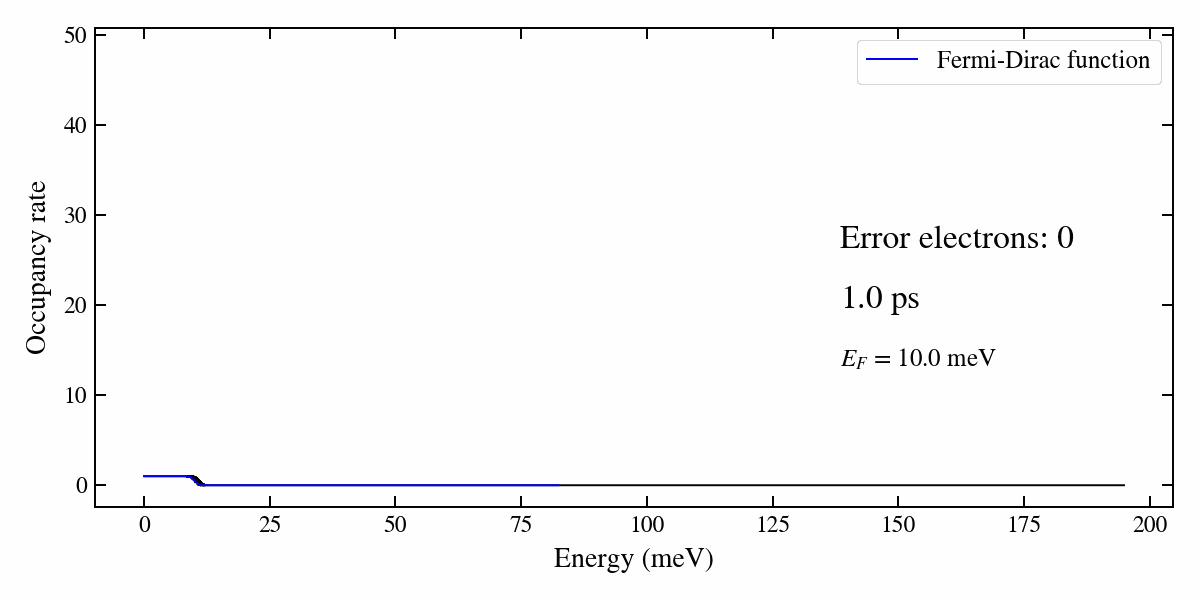 50
Fermi-Dirac function
40
30
Error electrons: 0
Occupancy rate
20
1.0 ps
E_F = 10.0 meV
10
0
0 25 50 75 100 125 150 175 200
Energy (meV)